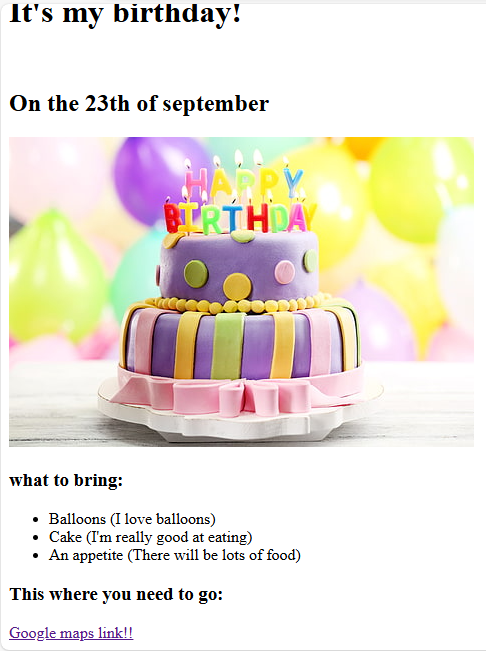 It's my birthday!
On the 23th of september
HAPPY
BIRTHDAY
what to bring:
Balloons (I love balloons)
Cake (I'm really good at eating)
An appetite (There will be lots of food)
This where you need to go:
Google maps link!!